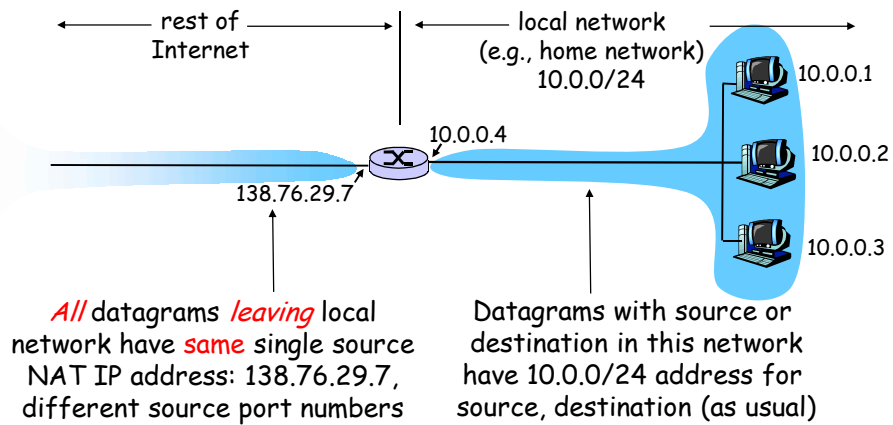 rest of
Internet
local network
(e.g., home network)
10.0.0/24
10.0.0.1
10.0.0.4
10.0.0.2
138.76.29.7
10.0.0.3
All datagrams leaving local
network have same single source
NAT IP address: 138.76.29.7,
different source port numbers
Datagrams with source or
destination in this network
have 10.0.0/24 address for
source, destination (as usual)